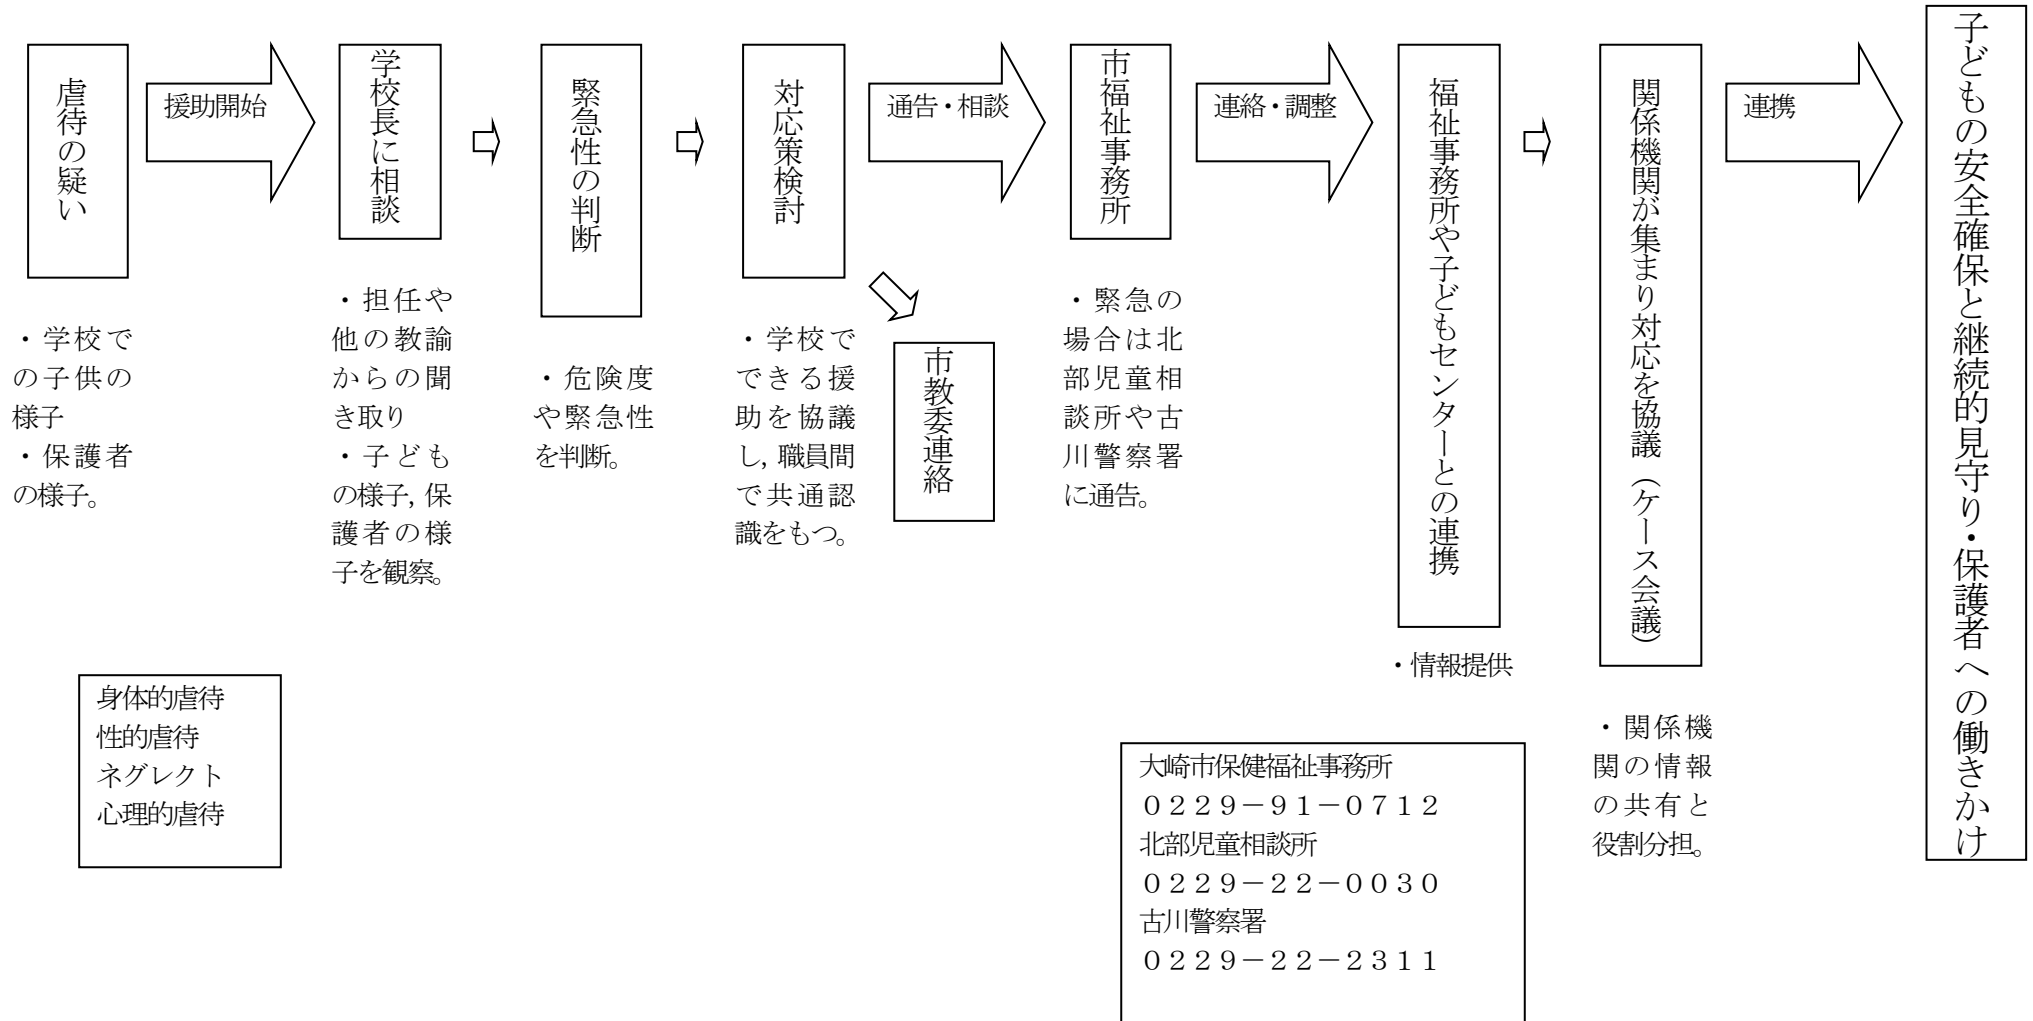 虐待の疑い
援助開始
学校長に相談
緊急性の判断
対応策検討
通告・相談
市福祉事務所
連絡・調整
福祉事務所や子どもセンターとの連携
関係機関が集まり対応を協議（ケース会議）
連携
子どもの安全確保と継続的見守り・保護者への働きかけ
・学校で
の子供の
様子
・保護者
の様子。
・担任や
他の教諭
からの聞
き取り
・子ども
の様子,保
護者の様
子を観察。
・危険度
や緊急性
を判断。
・学校で
できる援
助を協議
し,職員間
で共通認
識をもつ。
市教委連絡
・緊急の
場合は北
部児童相
談所や古
川警察署
に通告。
・情報提供
・関係機
関の情報
の共有と
役割分担。
身体的虐待
性的虐待
ネグレクト
心理的虐待
大崎市保健福祉事務所
０２２９－９１－０７１２
北部児童相談所
０２２９－２２－００３０
古川警察署
０２２９－２２－２３１１